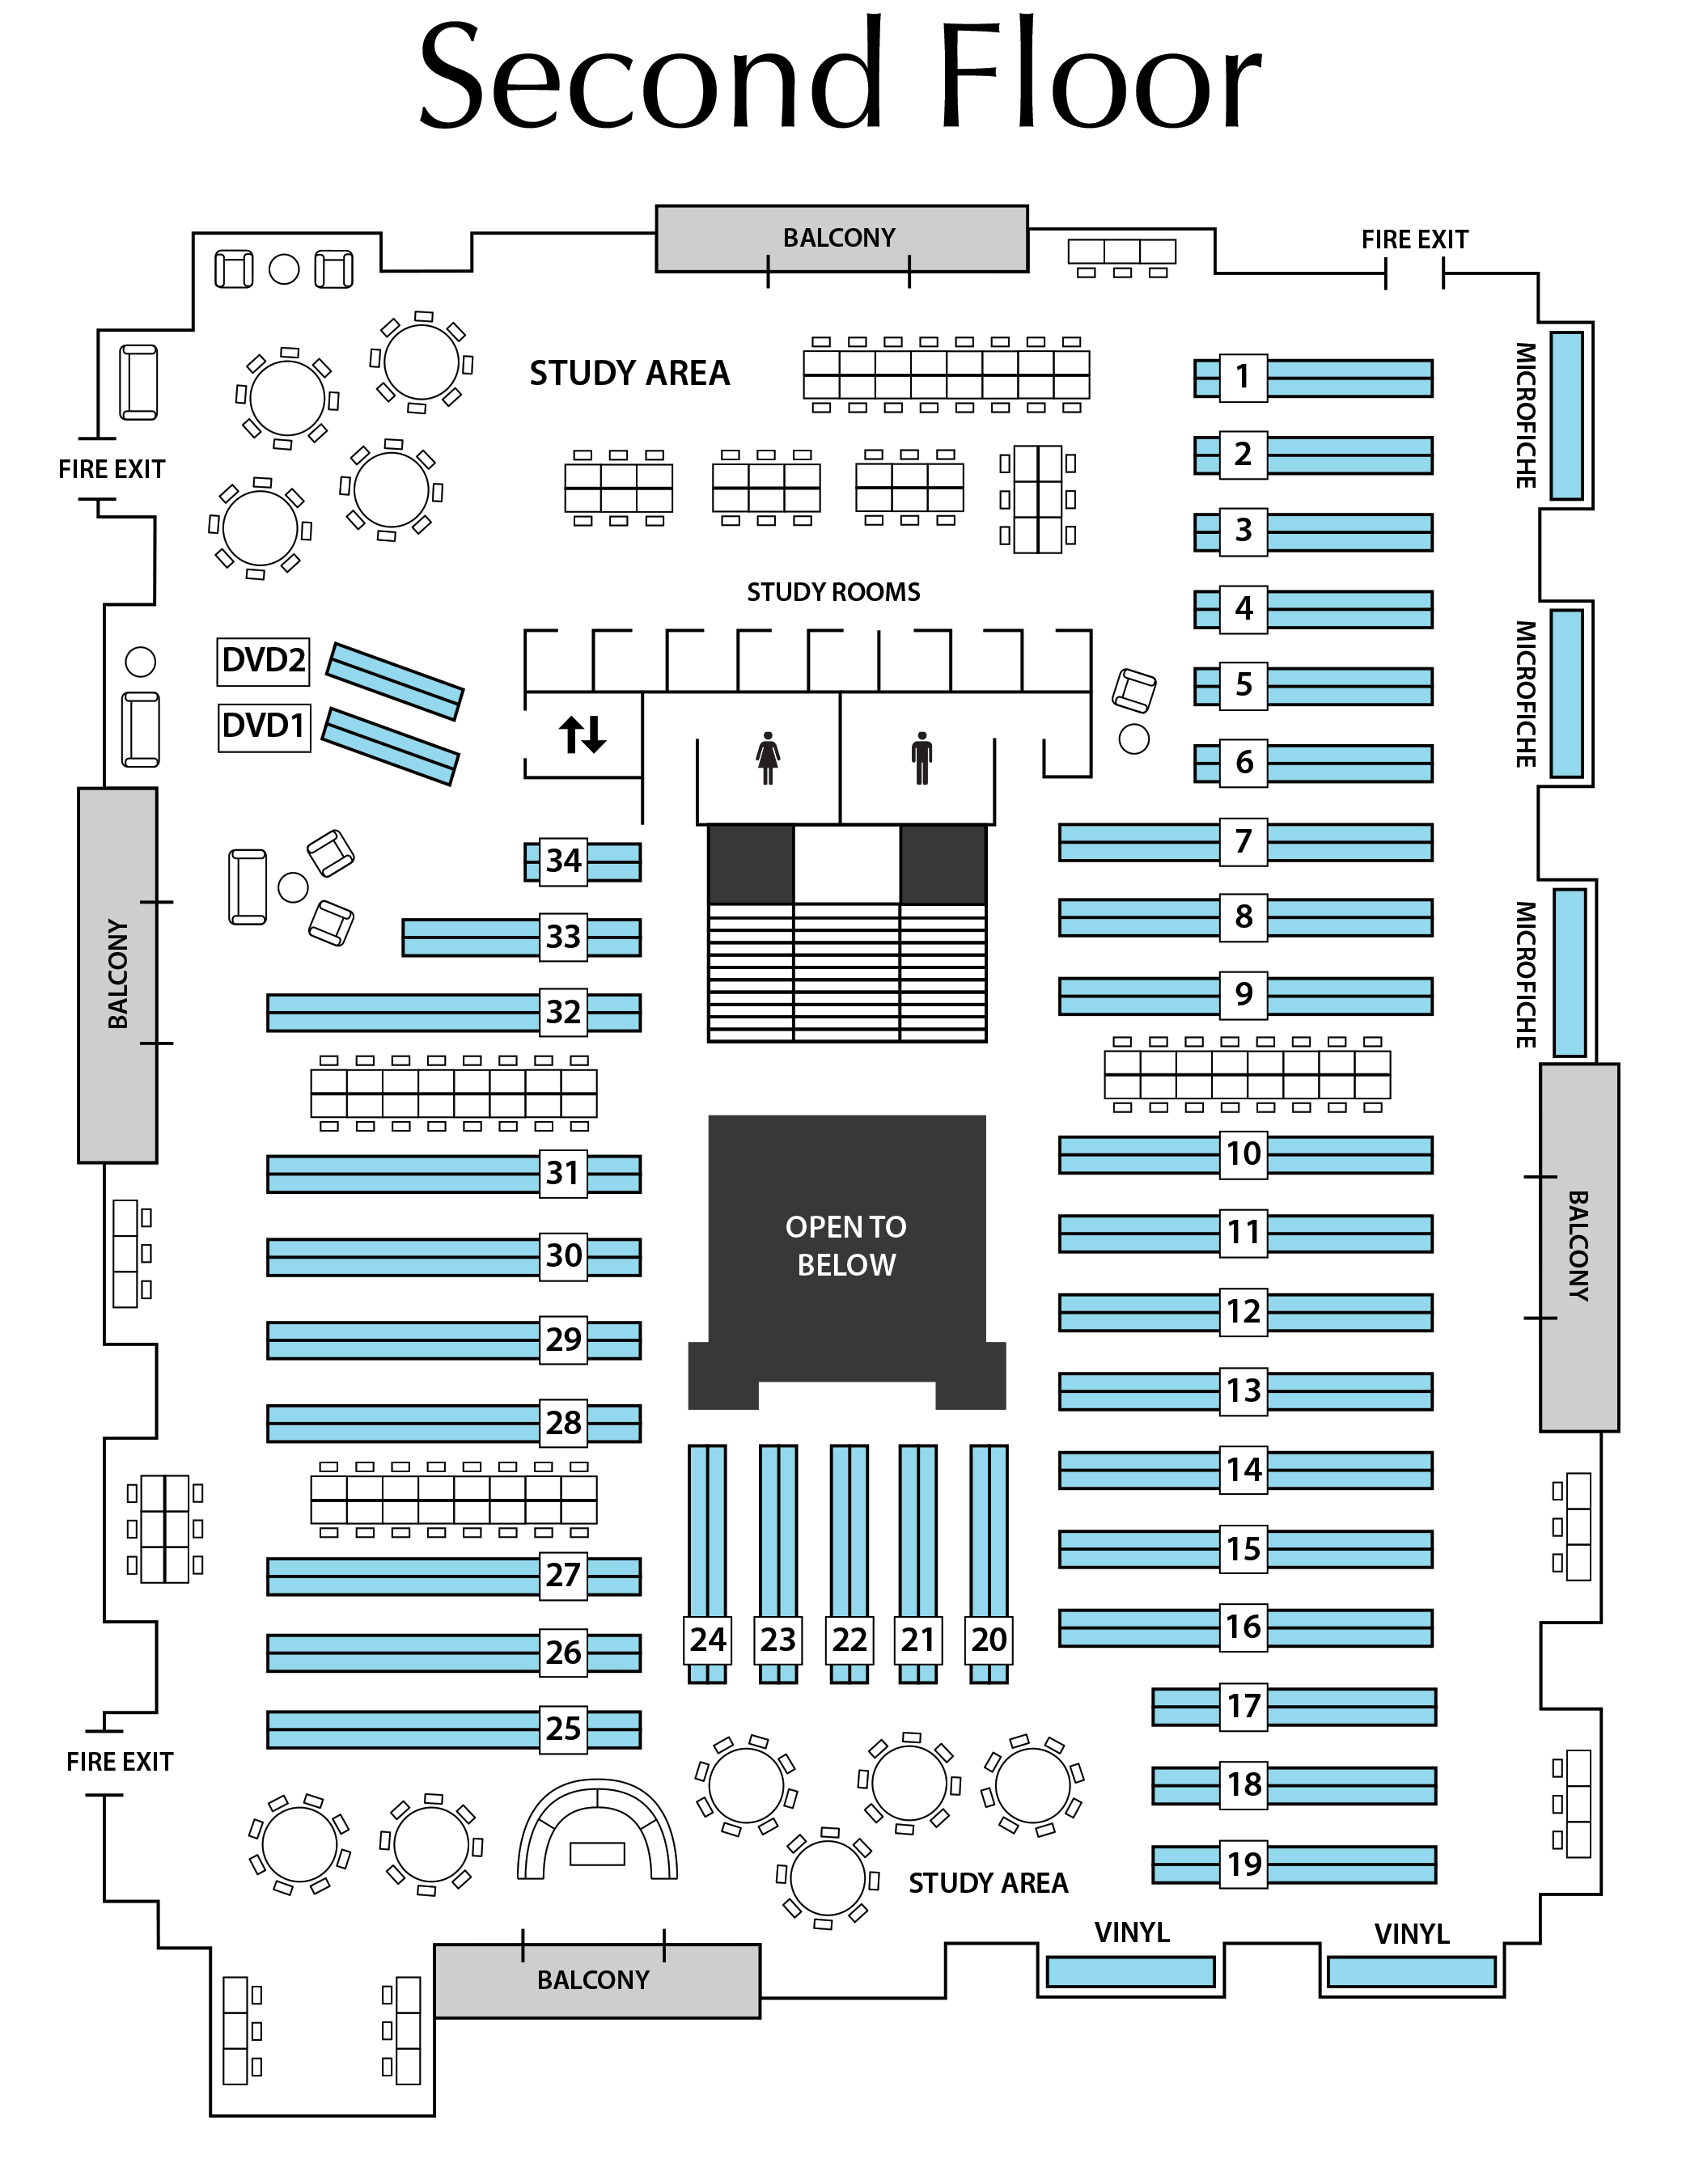 Second Floor
BALCONY
FIRE EXIT
MICROFICHE
STUDY AREA
1
FIRE EXIT
2
3
STUDY ROOMS
4
MICROFICHE
DVD2
5
DVD1
6
7
34
8
33
BALCONY
MICROFICHE
9
32
10
31
OPEN TO
BELOW
11
BALCONY
30
12
29
13
28
14
15
27
16
24
23
22
21
20
26
17
25
FIRE EXIT
18
19
STUDY AREA
VINYL
VINYL
BALCONY